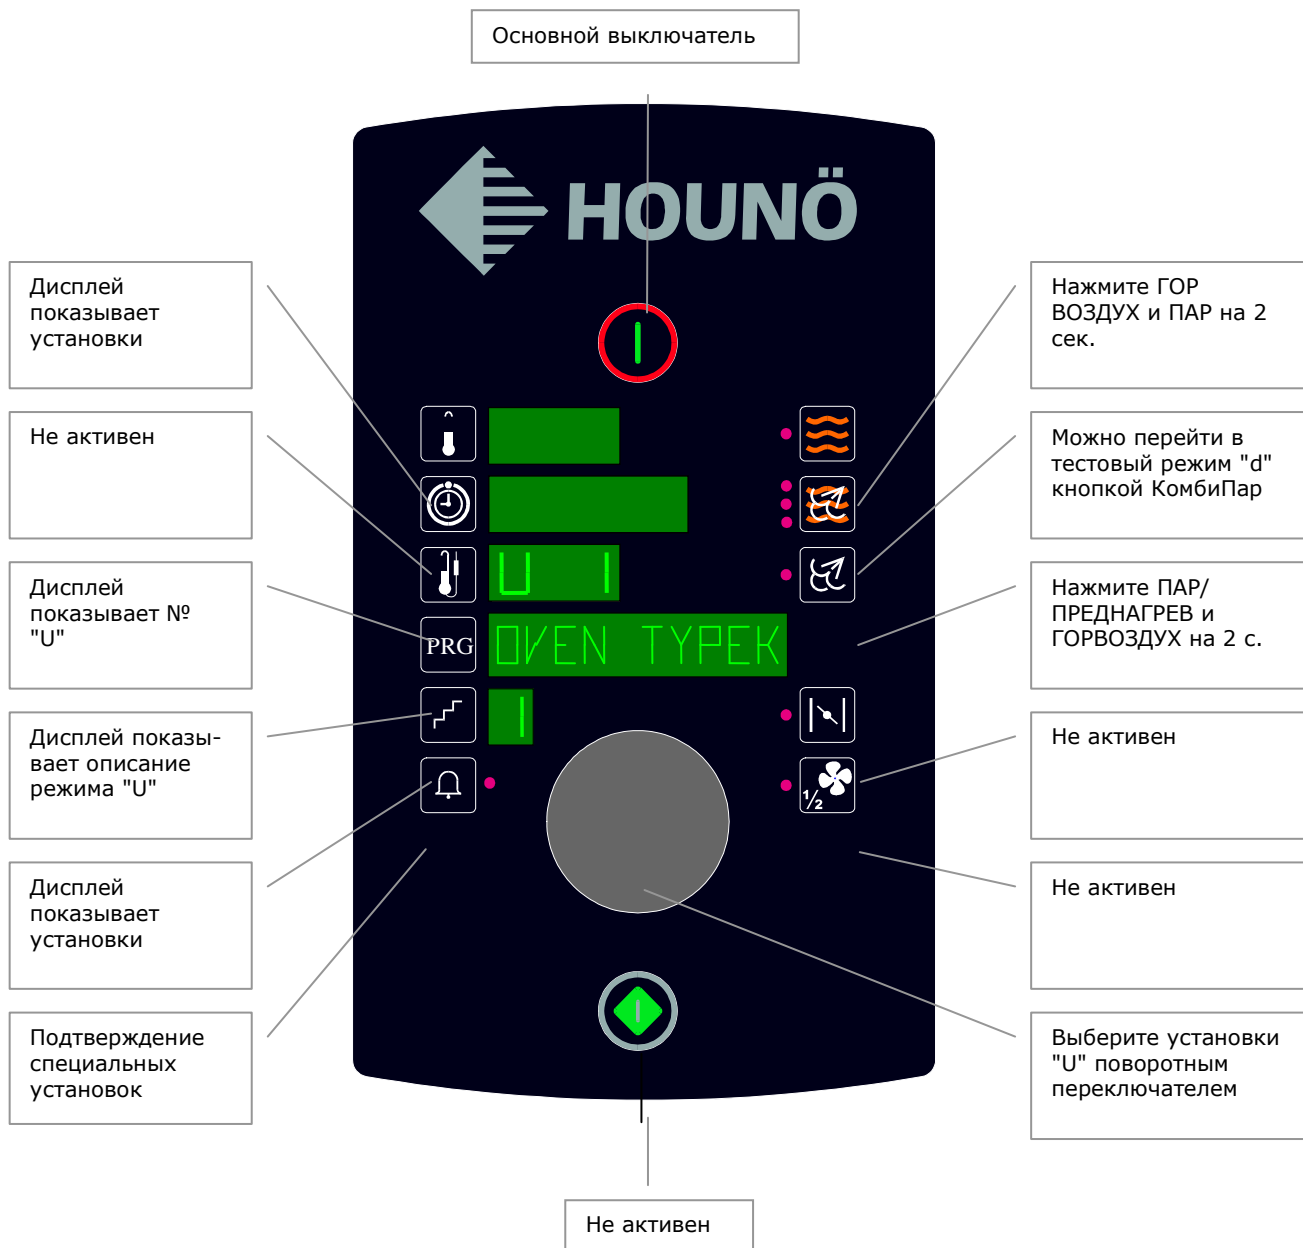 Основной выключатель
HOUNÖ
Дисплей
показывает
установки
Не активен
Дисплей
показывает №
"U"
Дисплей показы-
вает описание
режима "U"
Дисплей
показывает
установки
Подтверждение
специальных
установок
U 1
PRG
OVEN TYPEK
1
1/2
Нажмите ГОР
ВОЗДУХ и ПАР на 2
сек.
Можно перейти в
тестовый режим "d"
кнопкой КомбиПар
Нажмите ПАР/
ПРЕДНАГРЕВ и
ГОРВОЗДУХ на 2 с.
Не активен
Не активен
Выберите установки
"U" поворотным
переключателем
Не активен